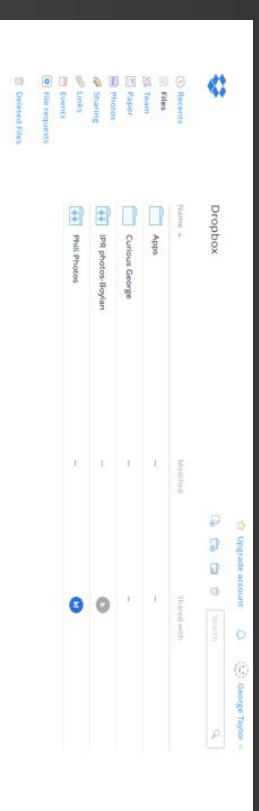 Upgrade account
George Taylor
Dropbox
Search
Recents
Files
Team
Paper
Photos
Sharing
Links
Events
File requests
Deleted Files
Name
Modified
Shared with
Apps
--
Curious George
--
--
IPR photos-Boylan
--
Phili Photos
--
M